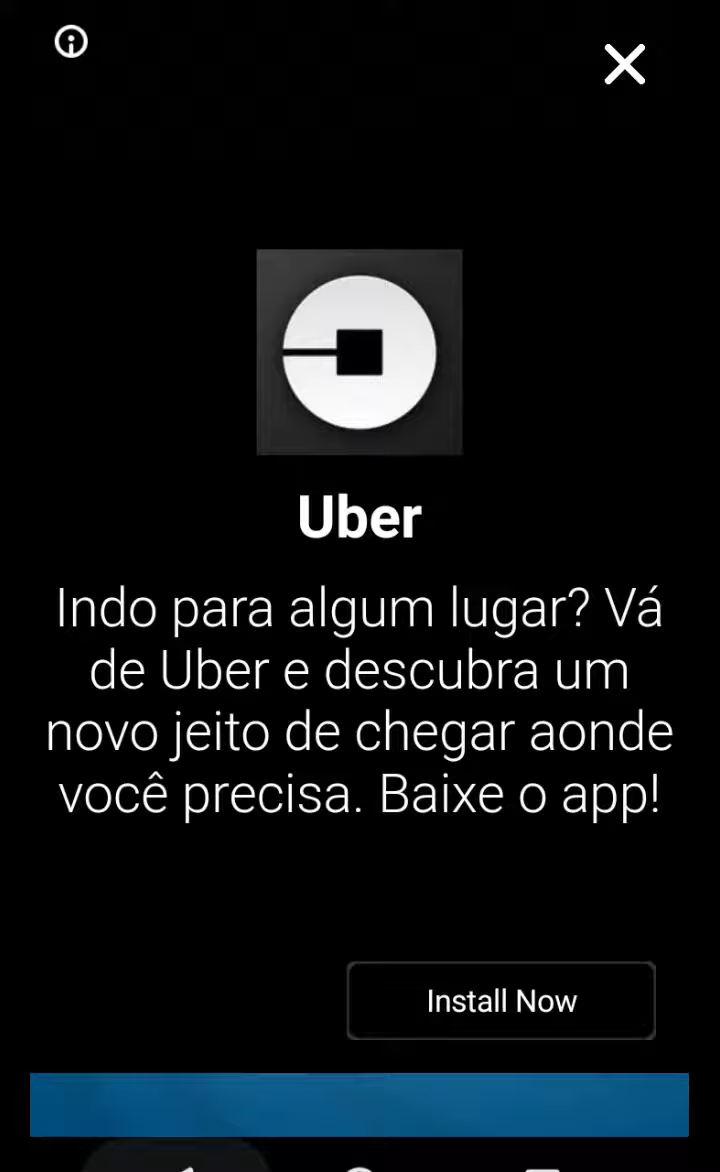 Uber
Indo para algum lugar? Vá
de Uber e descubra um
novo jeito de chegar aonde
você precisa. Baixe o app!
Install Now